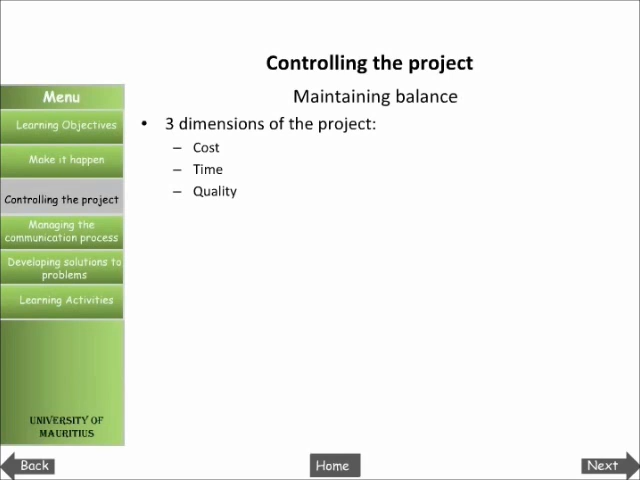 Controlling the project
Maintaining balance
• 3 dimensions of the project:
– Cost
– Time
– Quality
Menu
Learning Objectives
Make it happen
Controlling the project
Managing the
communication process
Developing solutions to
problems
Learning Activities
UNIVERSITY OF
MAURITIUS
Back
Home
Next